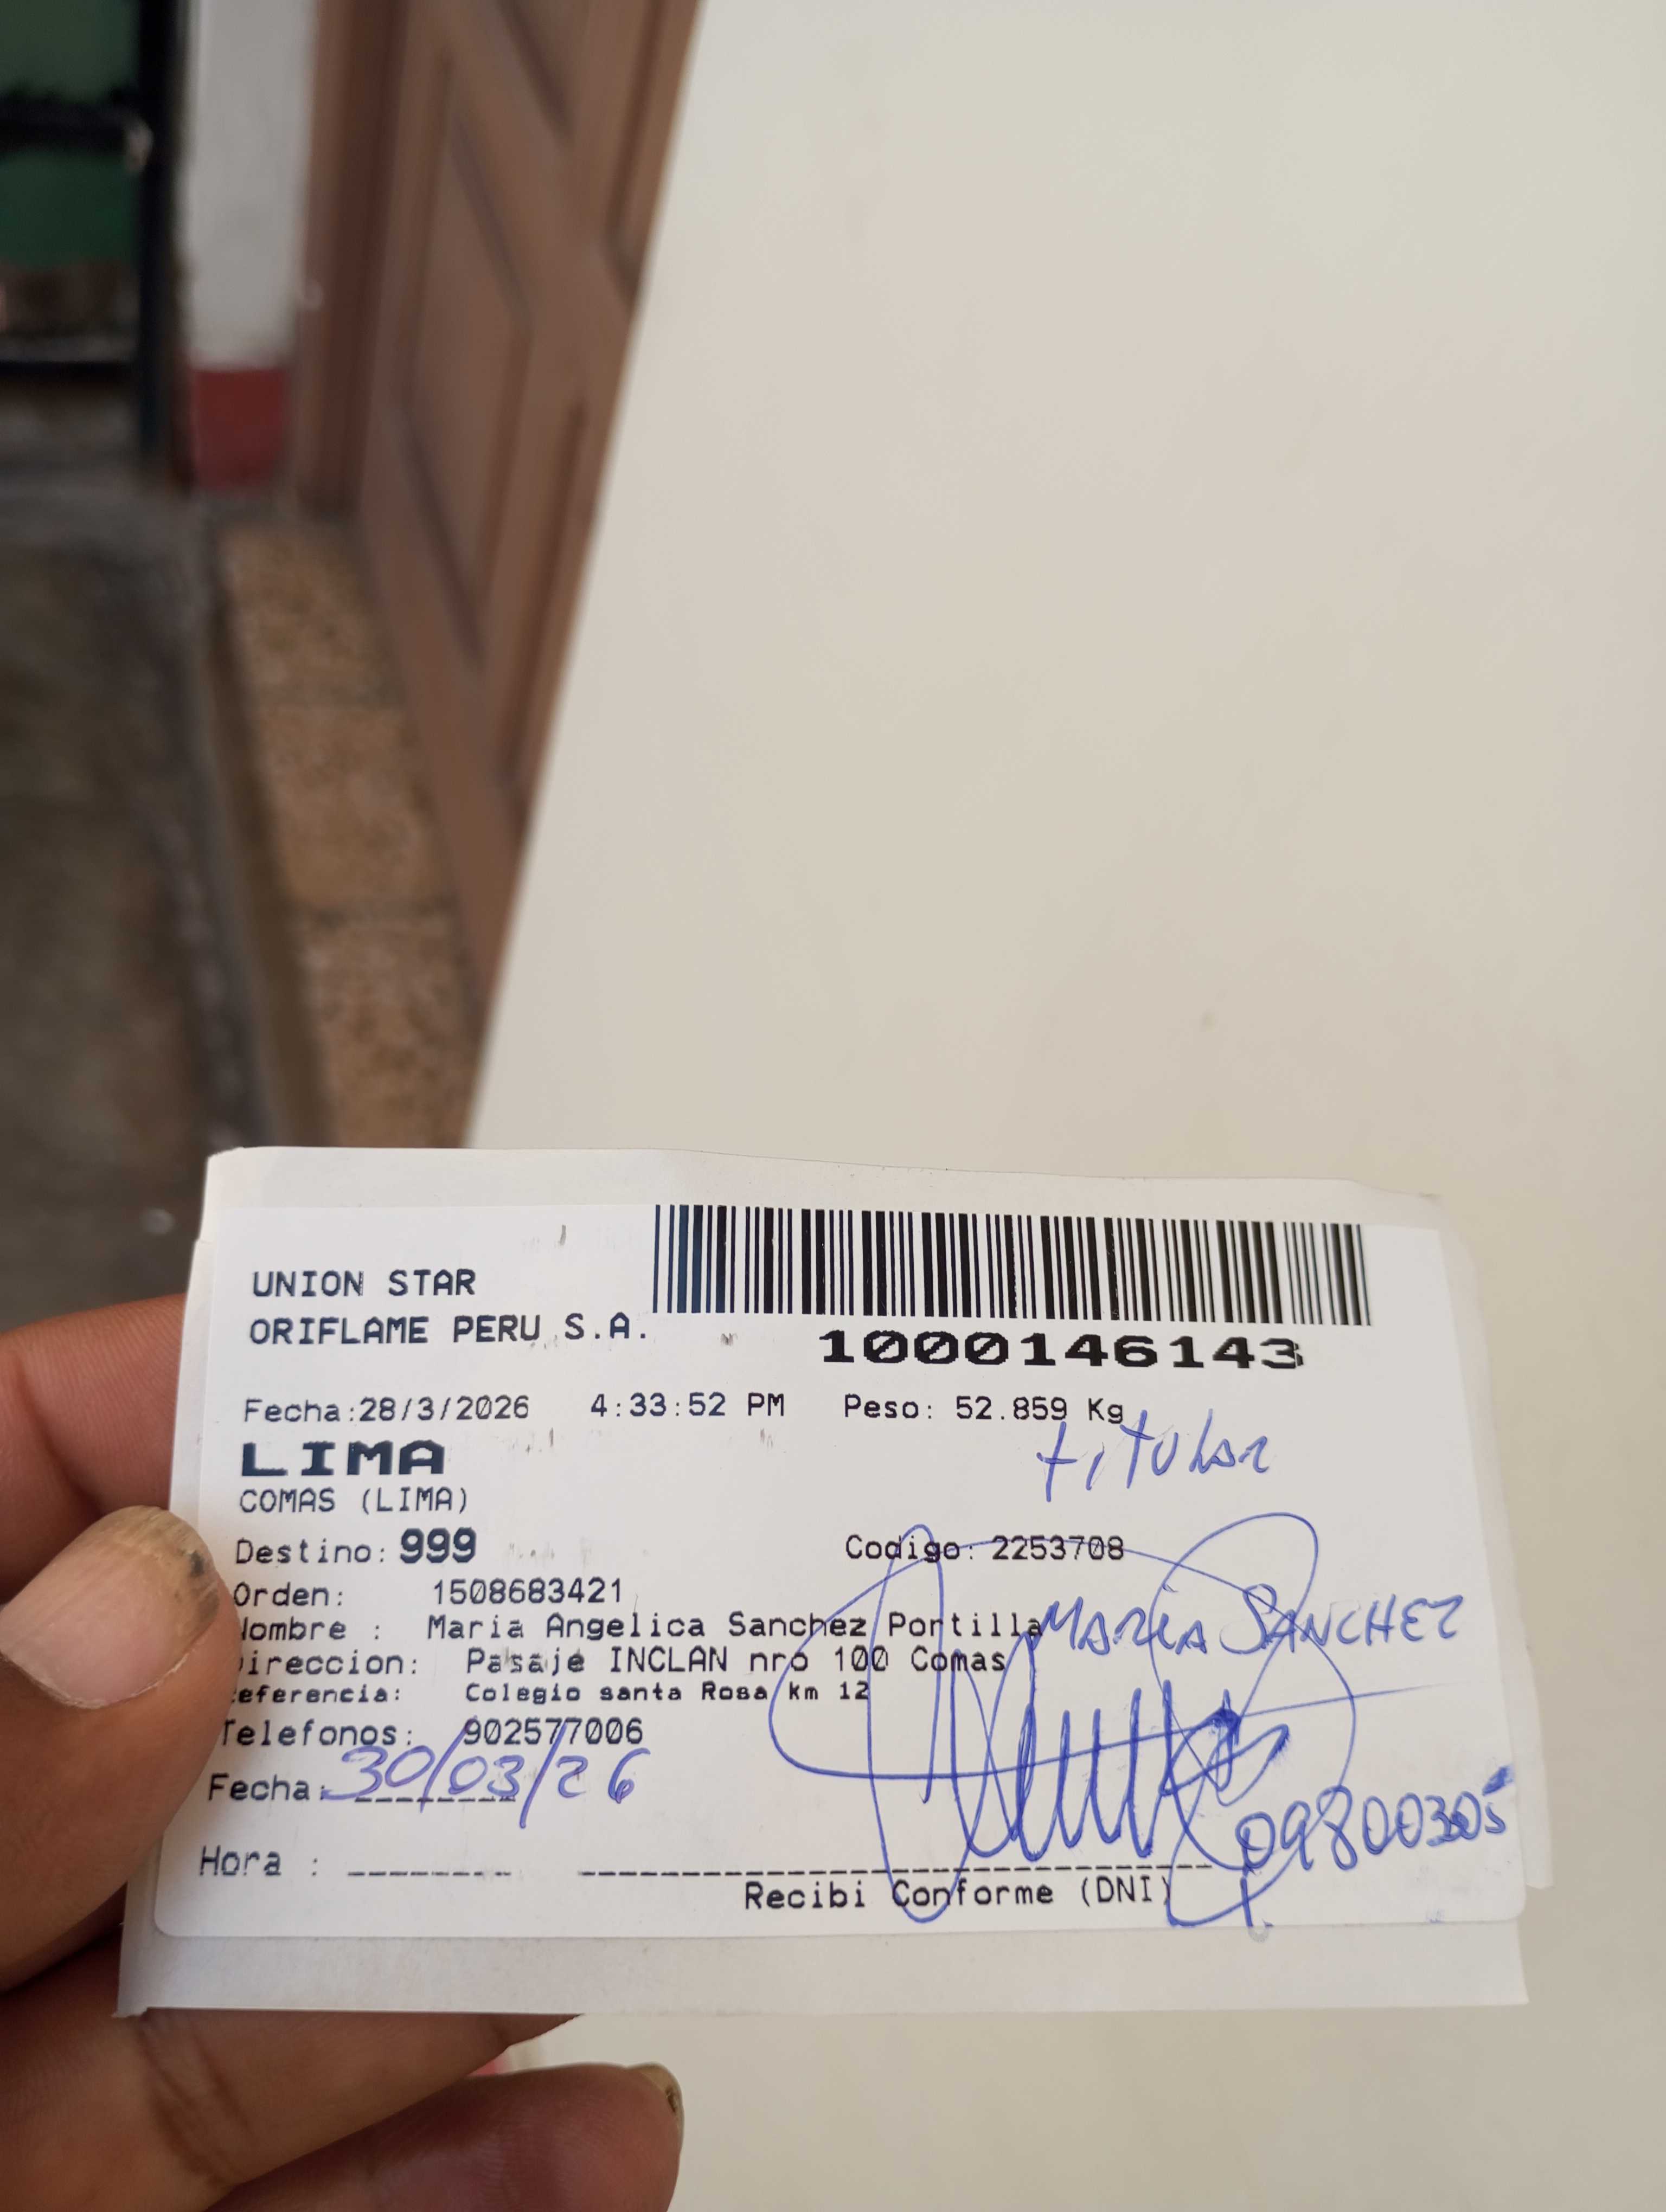 UNION STAR
ORIFLAME PERU S.A.
1000146143
Fecha:28/3/2026 4:33:52 PM Peso: 52.859 Kg
titular
LIMA
COMAS (LIMA)
Destino: 999 Codigo: 2253708
Orden: 1508683421
Nombre : Maria Angelica Sanchez Portilla
MARIA SANCHEZ
Direccion: Pasaje INCLAN nro 100 Comas
Referencia: Colegio santa Rosa km 12
Telefonos: 902577006
Fecha: 30/03/26
09800305
Hora :
Recibi Conforme (DNI)